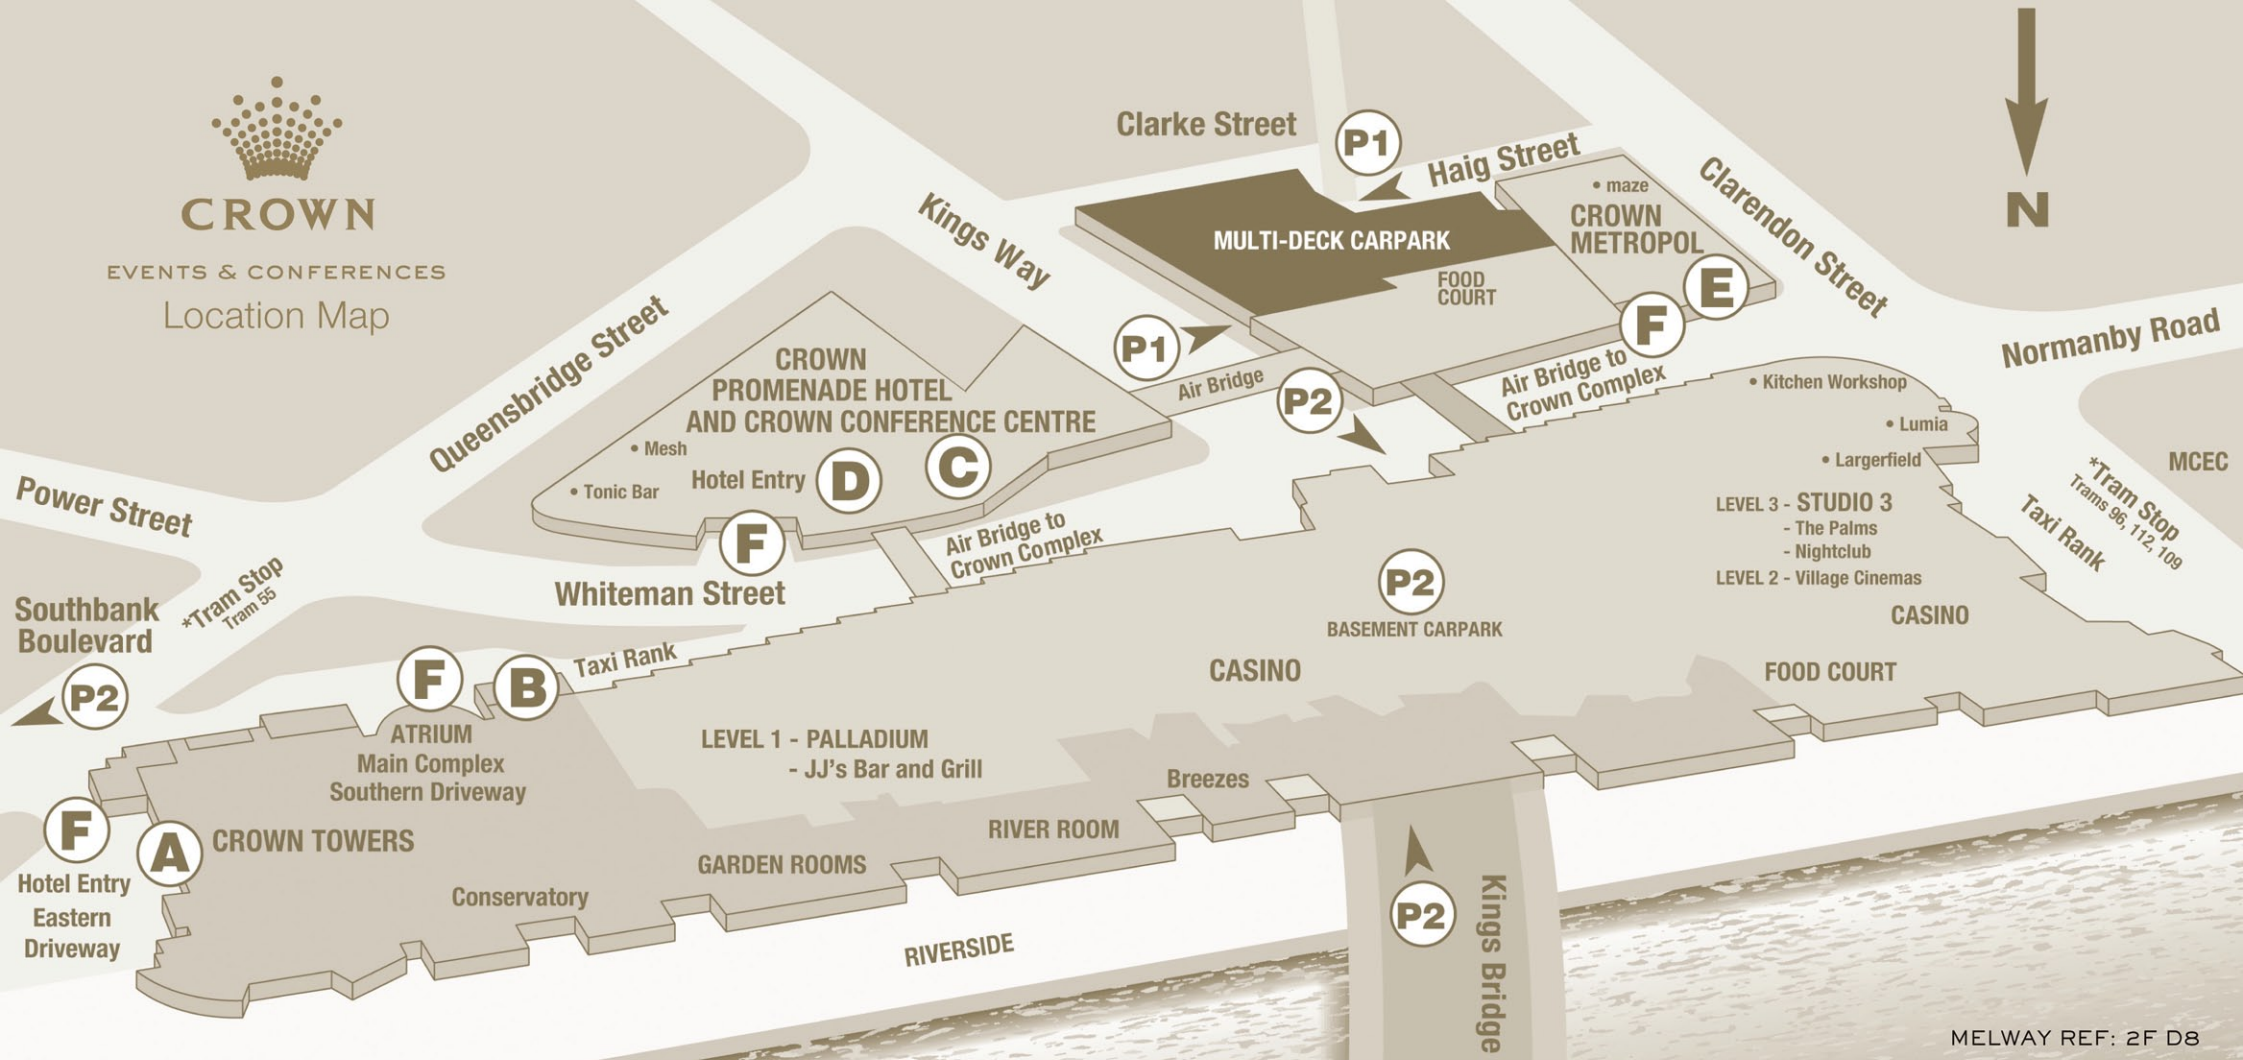 CROWN
EVENTS & CONFERENCES
Location Map
N
Clarke Street
P1
Haig Street
Kings Way
Clarendon Street
Normanby Road
Queensbridge Street
Power Street
MULTI-DECK CARPARK
FOOD
COURT
• maze
CROWN
METROPOL
E
F
P1
Air Bridge
P2
Air Bridge to
Crown Complex
CROWN
PROMENADE HOTEL
AND CROWN CONFERENCE CENTRE
• Mesh
• Tonic Bar
Hotel Entry
D
C
F
Air Bridge to
Crown Complex
Whiteman Street
*Tram Stop
Tram 55
Southbank
Boulevard
P2
• Kitchen Workshop
• Lumia
• Largerfield
LEVEL 3 - STUDIO 3
- The Palms
- Nightclub
LEVEL 2 - Village Cinemas
CASINO
FOOD COURT
MCEC
*Tram Stop
Trams 96, 112, 109
Taxi Rank
P2
BASEMENT CARPARK
CASINO
F
B
Taxi Rank
ATRIUM
Main Complex
Southern Driveway
LEVEL 1 - PALLADIUM
- JJ's Bar and Grill
Breezes
RIVER ROOM
GARDEN ROOMS
Conservatory
F
A
CROWN TOWERS
Hotel Entry
Eastern
Driveway
RIVERSIDE
P2
Kings Bridge
MELWAY REF: 2F D8